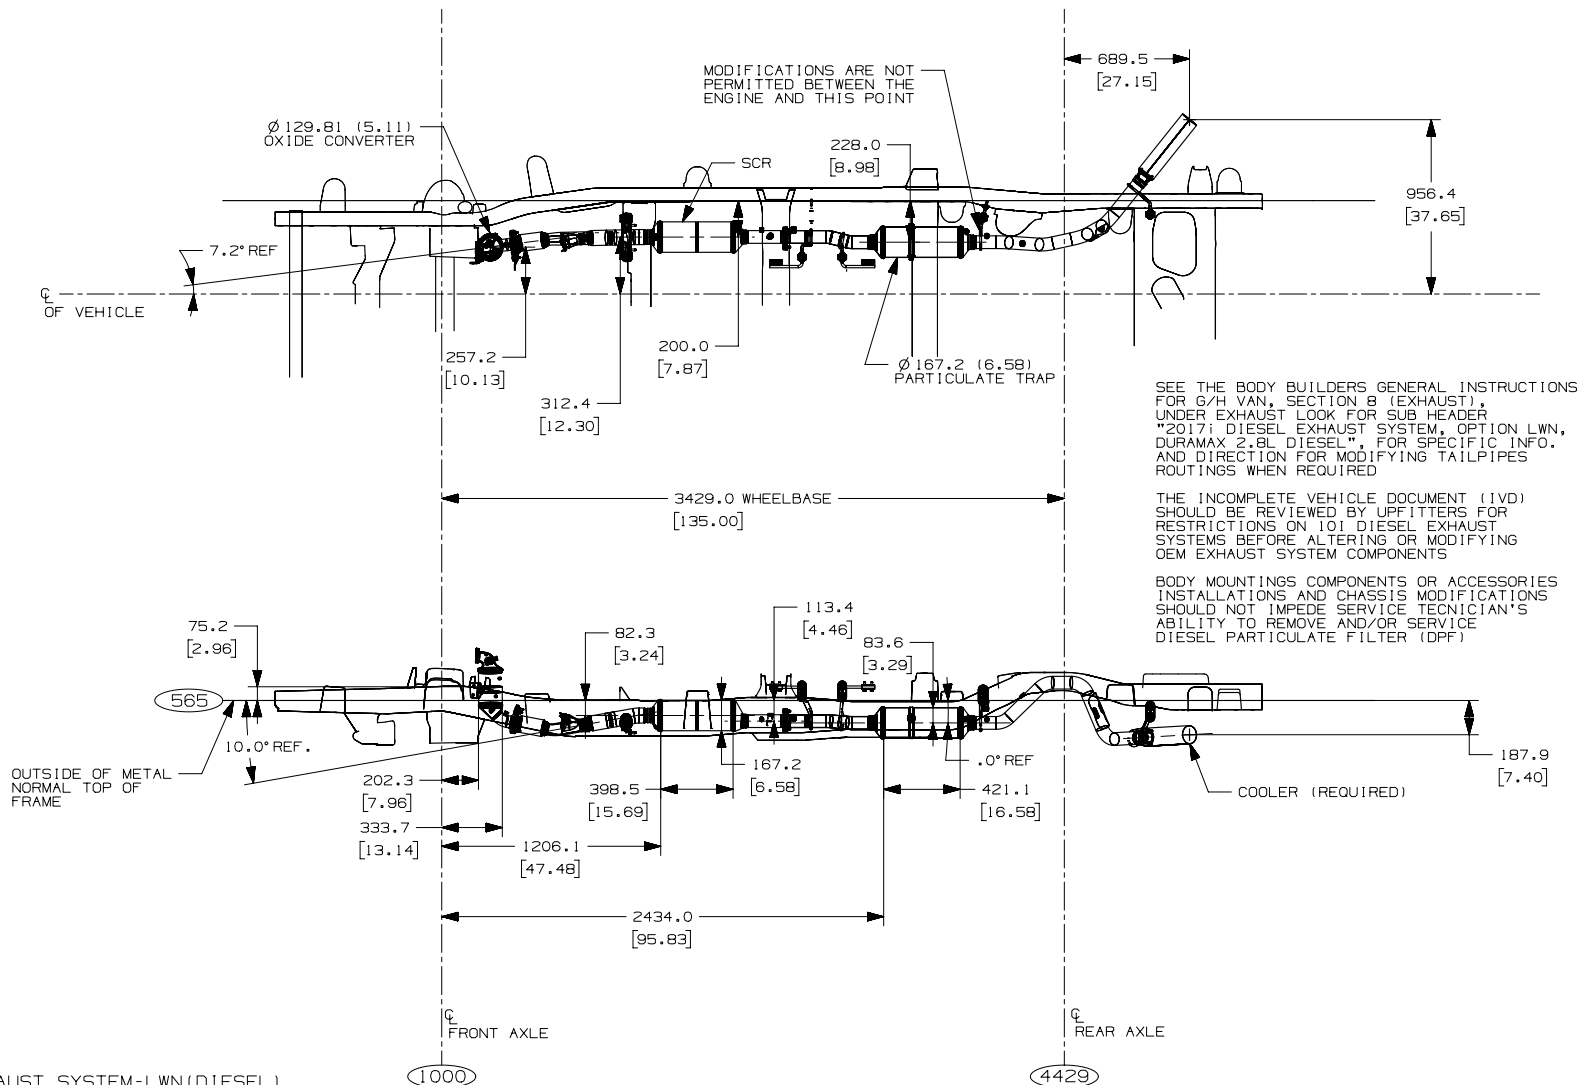 689.5
[27.15]
MODIFICATIONS ARE NOT
PERMITTED BETWEEN THE
ENGINE AND THIS POINT
Ø129.81 (5.11)
OXIDE CONVERTER
SCR
228.0
[8.98]
956.4
[37.65]
7.2° REF
℄
OF VEHICLE
257.2
[10.13]
200.0
[7.87]
Ø167.2 (6.58)
PARTICULATE TRAP
312.4
[12.30]
SEE THE BODY BUILDERS GENERAL INSTRUCTIONS
FOR G/H VAN, SECTION 8 (EXHAUST),
UNDER EXHAUST LOOK FOR SUB HEADER
"2017i DIESEL EXHAUST SYSTEM, OPTION LWN,
DURAMAX 2.8L DIESEL", FOR SPECIFIC INFO.
AND DIRECTION FOR MODIFYING TAILPIPES
ROUTINGS WHEN REQUIRED
THE INCOMPLETE VEHICLE DOCUMENT (IVD)
SHOULD BE REVIEWED BY UPFITTERS FOR
RESTRICTIONS ON 10I DIESEL EXHAUST
SYSTEMS BEFORE ALTERING OR MODIFYING
OEM EXHAUST SYSTEM COMPONENTS
BODY MOUNTINGS COMPONENTS OR ACCESSORIES
INSTALLATIONS AND CHASSIS MODIFICATIONS
SHOULD NOT IMPEDE SERVICE TECNICIAN'S
ABILITY TO REMOVE AND/OR SERVICE
DIESEL PARTICULATE FILTER (DPF)
3429.0 WHEELBASE
[135.00]
75.2
[2.96]
82.3
[3.24]
113.4
[4.46]
83.6
[3.29]
565
10.0° REF.
OUTSIDE OF METAL
NORMAL TOP OF
FRAME
202.3
[7.96]
333.7
[13.14]
398.5
[15.69]
167.2
[6.58]
.0° REF
421.1
[16.58]
187.9
[7.40]
COOLER (REQUIRED)
1206.1
[47.48]
2434.0
[95.83]
℄
FRONT AXLE
℄
REAR AXLE
1000
4429
AUST SYSTEM-LWN(DIESEL)